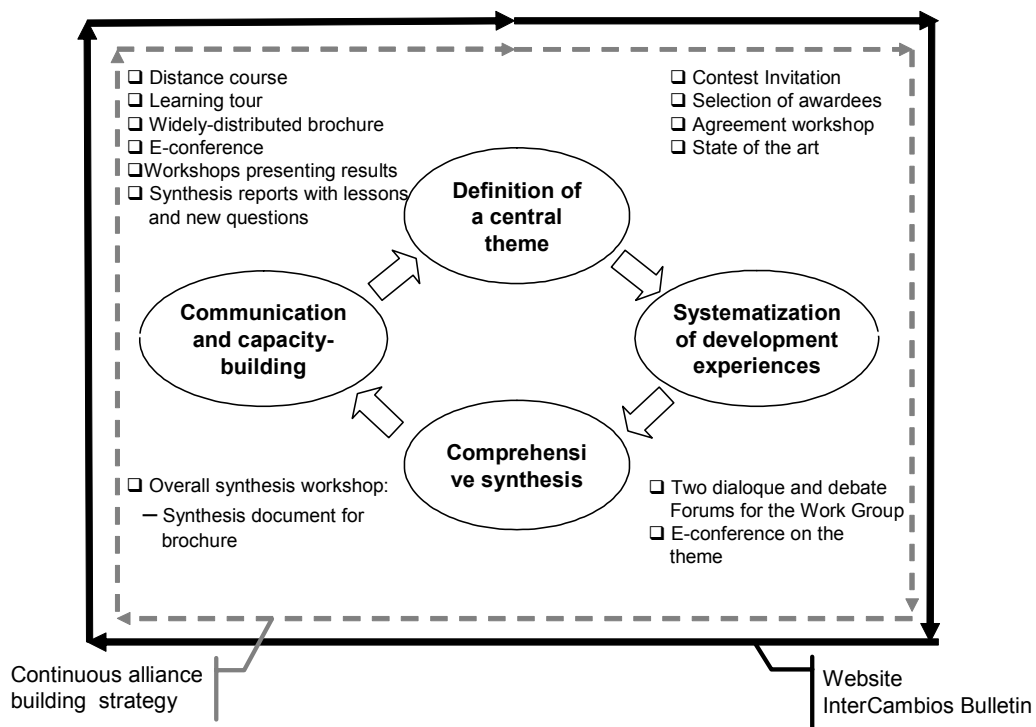 ❑ Distance course
❑ Learning tour
❑ Widely-distributed brochure
❑ E-conference
❑Workshops presenting results
❑ Synthesis reports with lessons
and new questions
❑ Contest Invitation
❑ Selection of awardees
❑ Agreement workshop
❑ State of the art
Definition of
a central
theme
Communication
and capacity-
building
Systematization
of development
experiences
Comprehensi
ve synthesis
❑ Overall synthesis workshop:
– Synthesis document for
brochure
❑ Two dialoque and debate
Forums for the Work Group
❑ E-conference on the
theme
Continuous alliance
building strategy
Website
InterCambios Bulletin